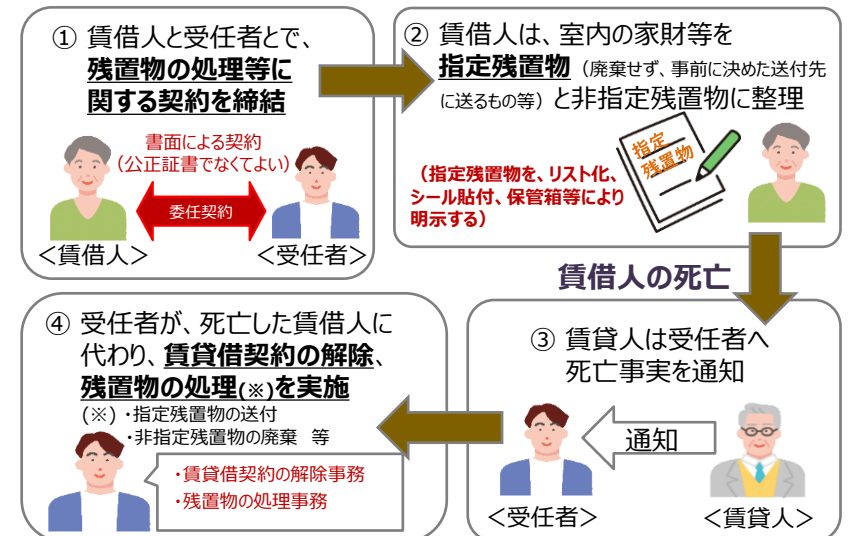 ① 賃借人と受任者とで、
残置物の処理等に
関する契約を締結
書面による契約
（公正証書でなくてよい）
委任契約
＜賃借人＞
＜受任者＞
② 賃借人は、室内の家財等を
指定残置物（廃棄せず、事前に決めた送付先
に送るもの等）と非指定残置物に整理
指定
残置物
（指定残置物を、リスト化、
シール貼付、保管箱等により
明示する）
賃借人の死亡
③ 賃貸人は受任者へ
死亡事実を通知
通知
＜受任者＞
＜賃貸人＞
④ 受任者が、死亡した賃借人に
代わり、賃貸借契約の解除、
残置物の処理(※)を実施
(※) ・指定残置物の送付
・非指定残置物の廃棄 等
・賃貸借契約の解除事務
・残置物の処理事務